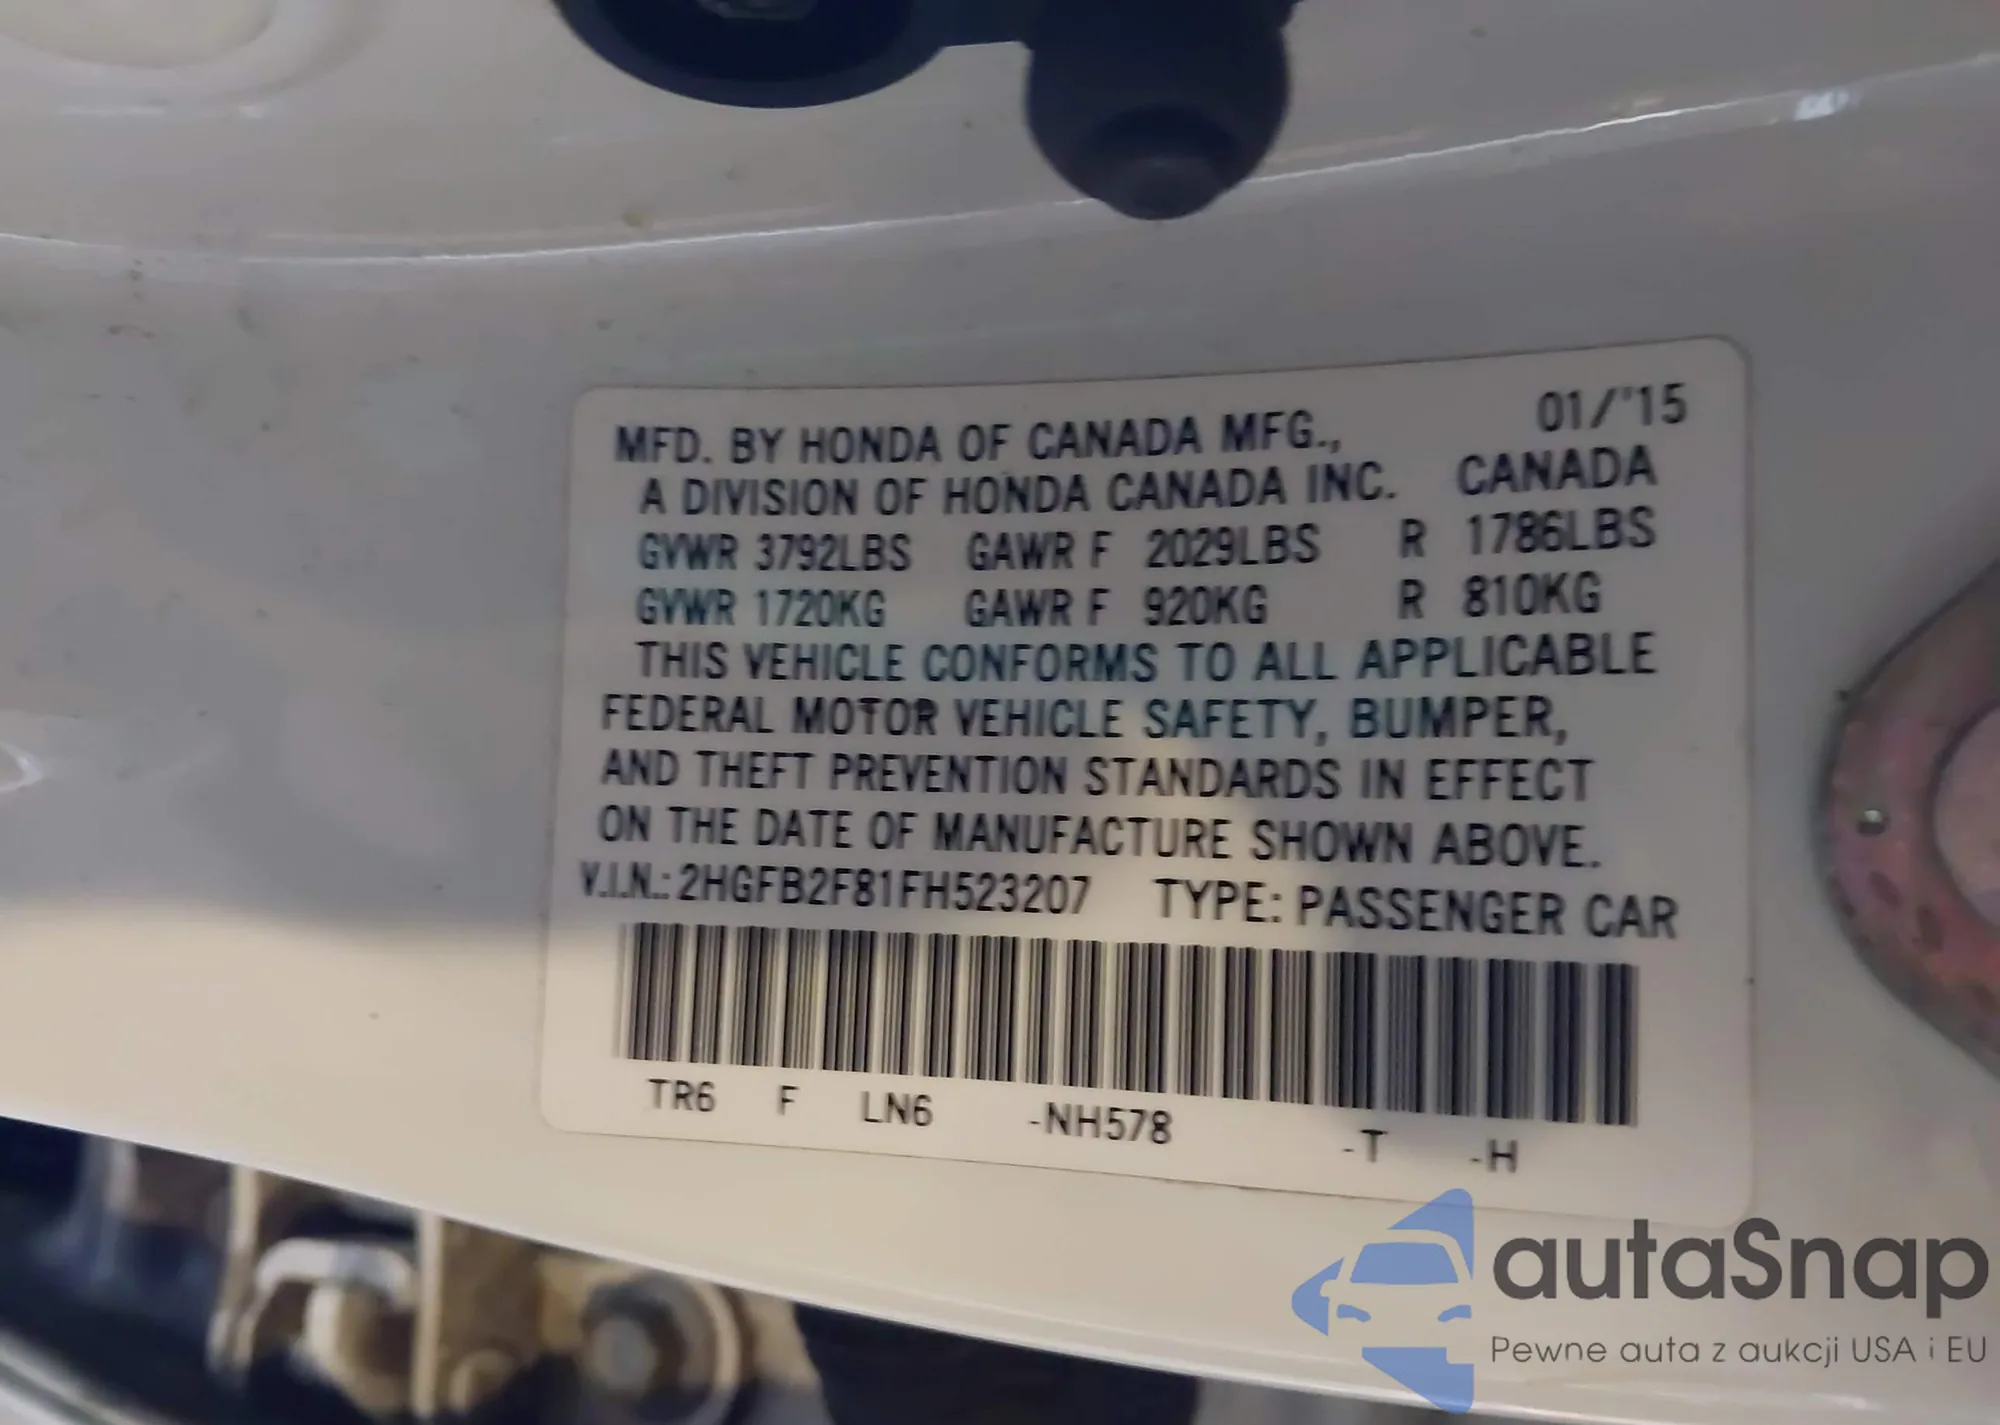 01/'15
MFD. BY HONDA OF CANADA MFG.,
A DIVISION OF HONDA CANADA INC. CANADA
GVWR 3792LBS GAWR F 2029LBS R 1786LBS
GVWR 1720KG GAWR F 920KG R 810KG
THIS VEHICLE CONFORMS TO ALL APPLICABLE
FEDERAL MOTOR VEHICLE SAFETY, BUMPER,
AND THEFT PREVENTION STANDARDS IN EFFECT
ON THE DATE OF MANUFACTURE SHOWN ABOVE.
V.I.N.: 2HGFB2F81FH523207 TYPE: PASSENGER CAR
TR6 F LN6 -NH578 -T -H
autaSnap
Pewne auta z aukcji USA i EU